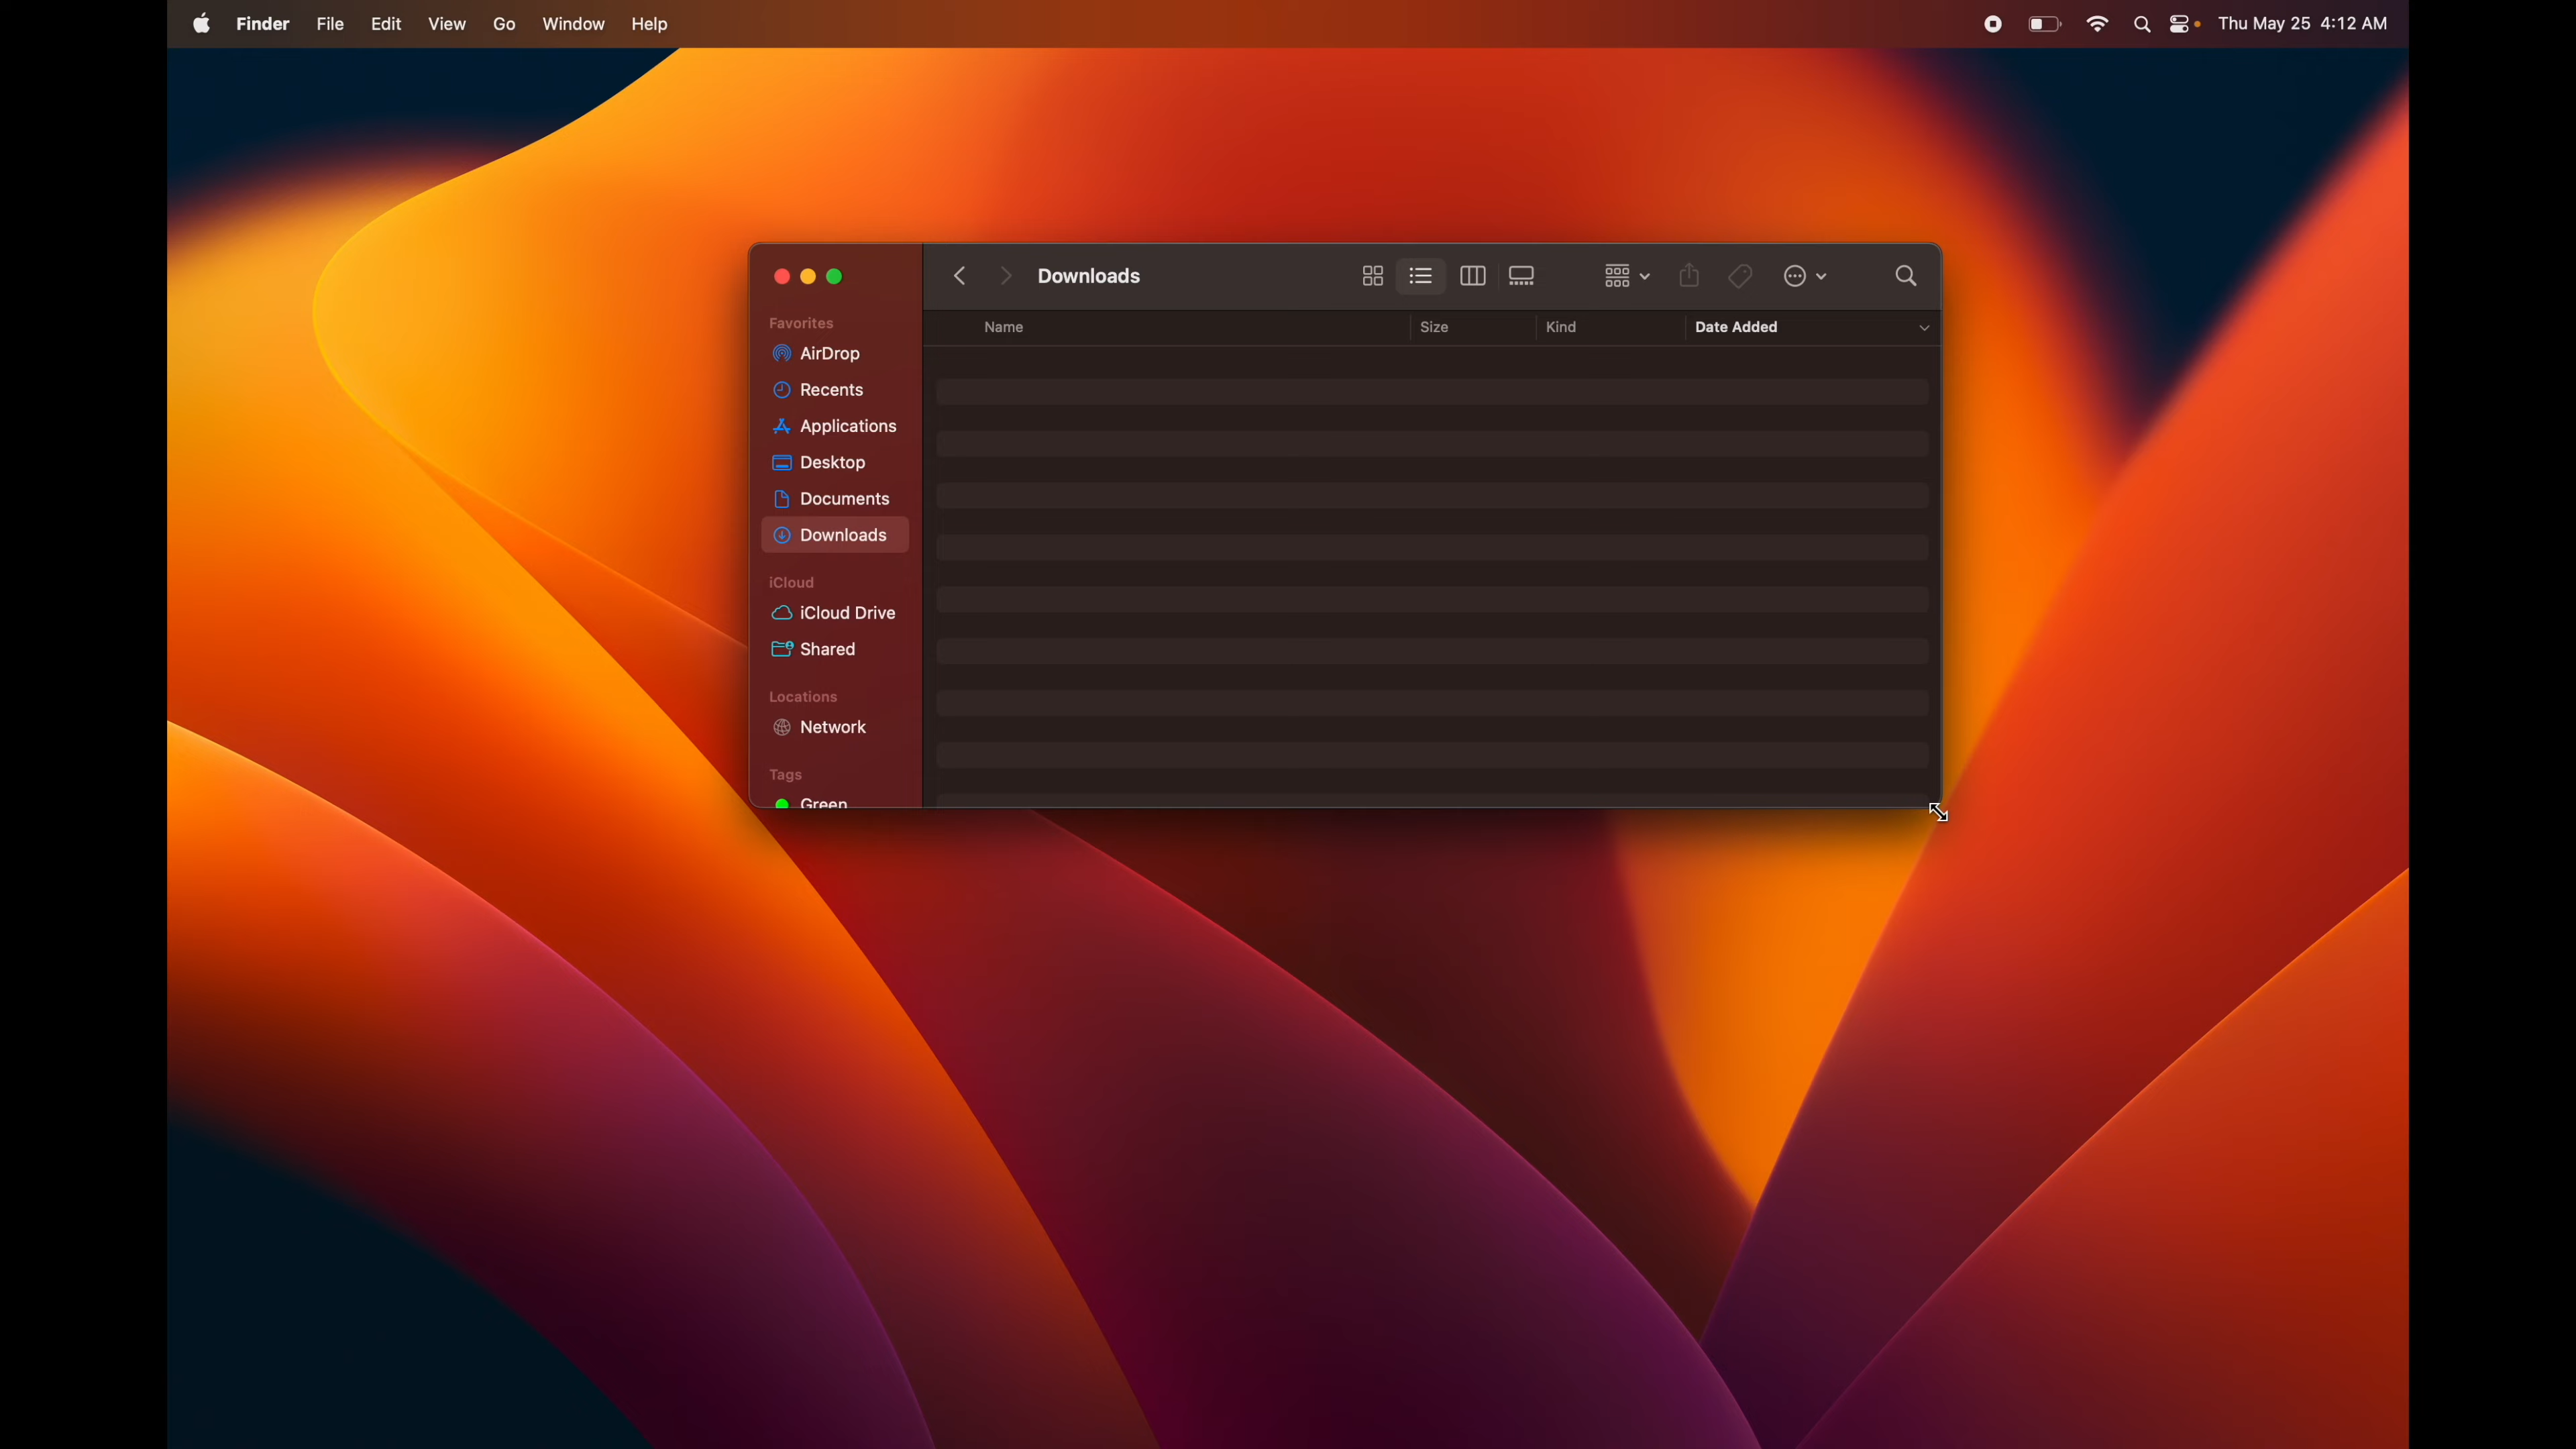 Finder File Edit View Go Window Help Thu May 25 4:12 AM
Downloads
Favorites
Name Size Kind Date Added
AirDrop
Recents
Applications
Desktop
Documents
Downloads
iCloud
iCloud Drive
Shared
Locations
Network
Tags
Green